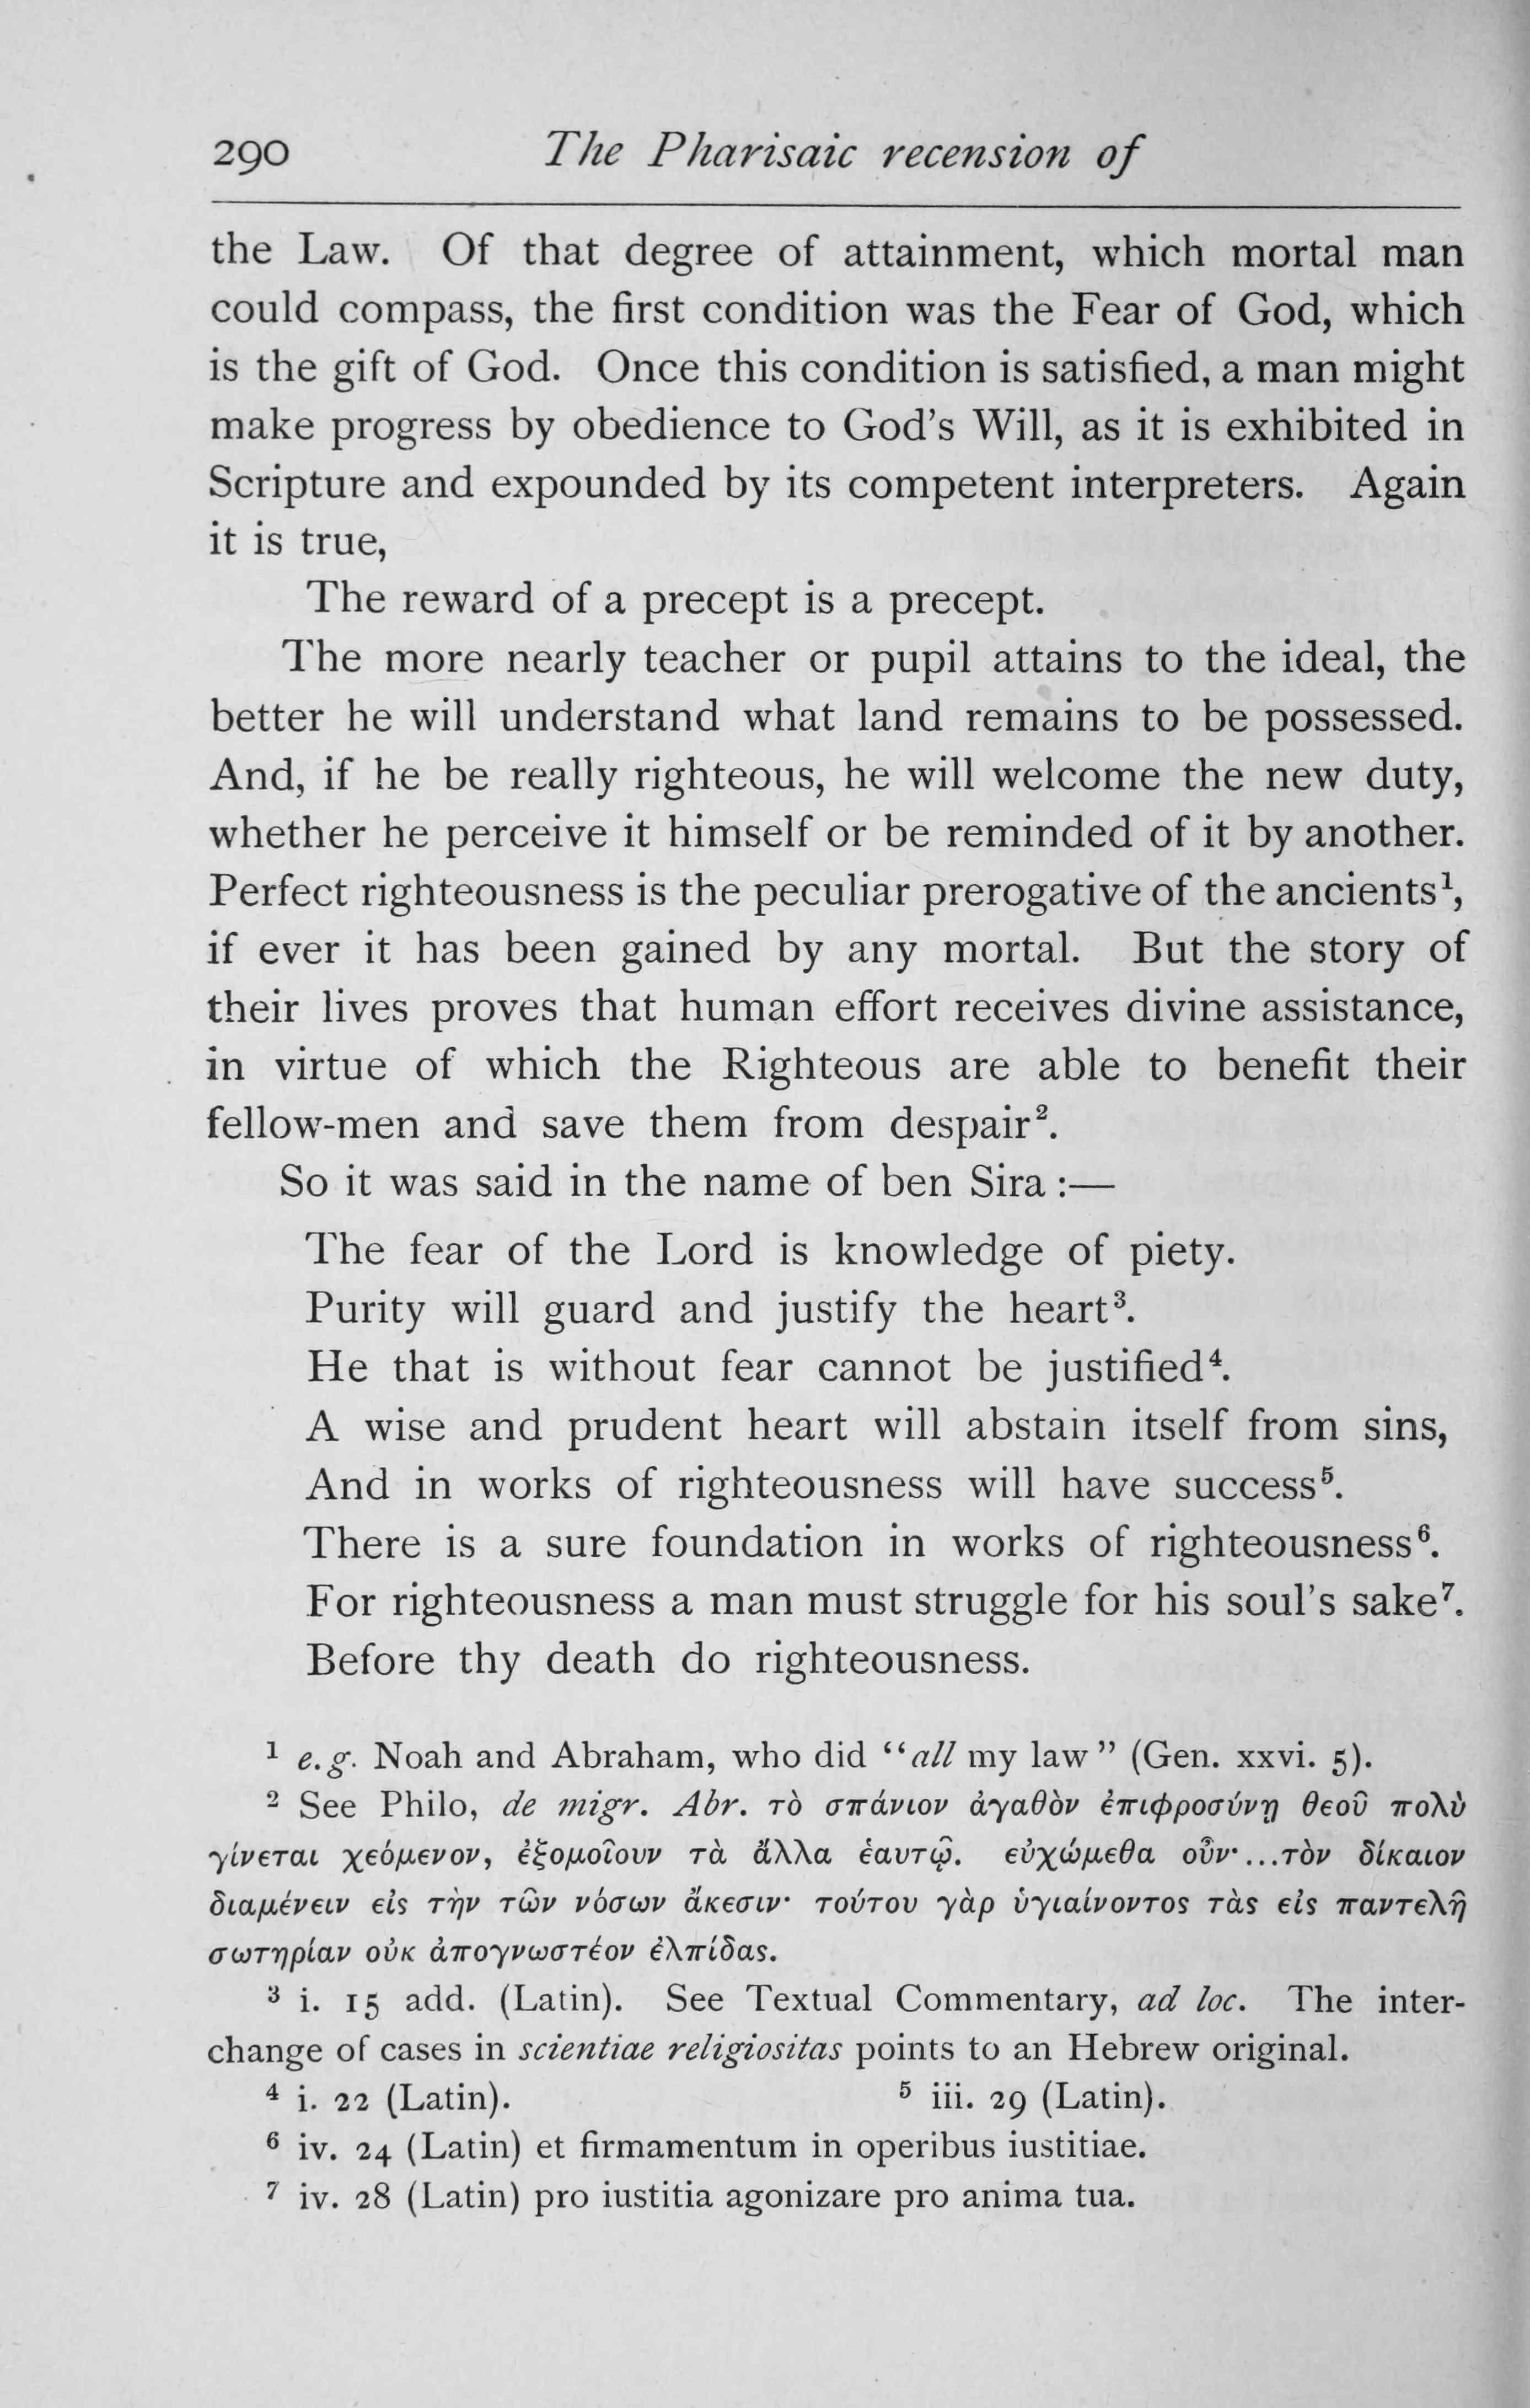 290 The Pharisaic recension of
the Law. Of that degree of attainment, which mortal man
could compass, the first condition was the Fear of God, which
is the gift of God. Once this condition is satisfied, a man might
make progress by obedience to God's Will, as it is exhibited in
Scripture and expounded by its competent interpreters. Again
it is true,
The reward of a precept is a precept.
The more nearly teacher or pupil attains to the ideal, the
better he will understand what land remains to be possessed.
And, if he be really righteous, he will welcome the new duty,
whether he perceive it himself or be reminded of it by another.
Perfect righteousness is the peculiar prerogative of the ancients¹,
if ever it has been gained by any mortal. But the story of
their lives proves that human effort receives divine assistance,
in virtue of which the Righteous are able to benefit their
fellow-men and save them from despair².
So it was said in the name of ben Sira :—
The fear of the Lord is knowledge of piety.
Purity will guard and justify the heart³.
He that is without fear cannot be justified⁴.
A wise and prudent heart will abstain itself from sins,
And in works of righteousness will have success⁵.
There is a sure foundation in works of righteousness⁶.
For righteousness a man must struggle for his soul's sake⁷.
Before thy death do righteousness.
¹ e.g. Noah and Abraham, who did “all my law” (Gen. xxvi. 5).
² See Philo, de migr. Abr. τὸ σπάνιον ἀγαθὸν ἐπιφροσύνῃ θεοῦ πολὺ
γίνεται χεόμενον, ἐξομοῖουν τὰ ἄλλα ἑαυτῷ. εὐχώμεθα οὖν·...τὸν δίκαιον
διαμένειν εἰς τὴν τῶν νόσων ἄκεσιν· τούτου γὰρ ὑγιαίνοντος τὰς εἰς παντελῆ
σωτηρίαν οὐκ ἀπογνωστέον ἐλπίδας.
³ i. 15 add. (Latin). See Textual Commentary, ad loc. The inter-
change of cases in scientiae religiositas points to an Hebrew original.
⁴ i. 22 (Latin). ⁵ iii. 29 (Latin).
⁶ iv. 24 (Latin) et firmamentum in operibus iustitiae.
⁷ iv. 28 (Latin) pro iustitia agonizare pro anima tua.